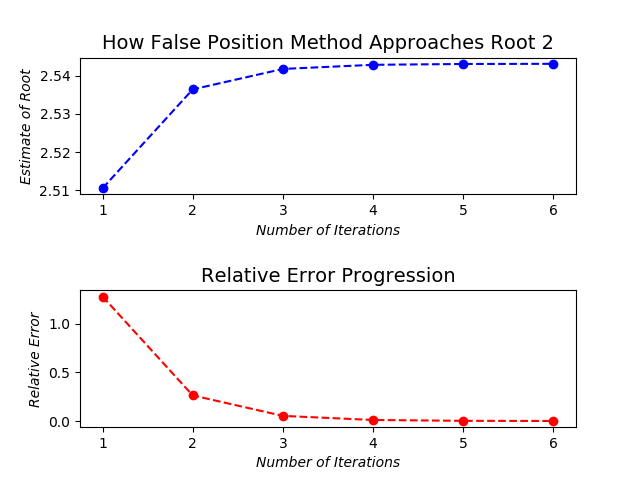 How False Position Method Approaches Root 2
Estimate of Root
2.54
2.53
2.52
2.51
1 2 3 4 5 6
Number of Iterations
Relative Error Progression
Relative Error
1.0
0.5
0.0
1 2 3 4 5 6
Number of Iterations